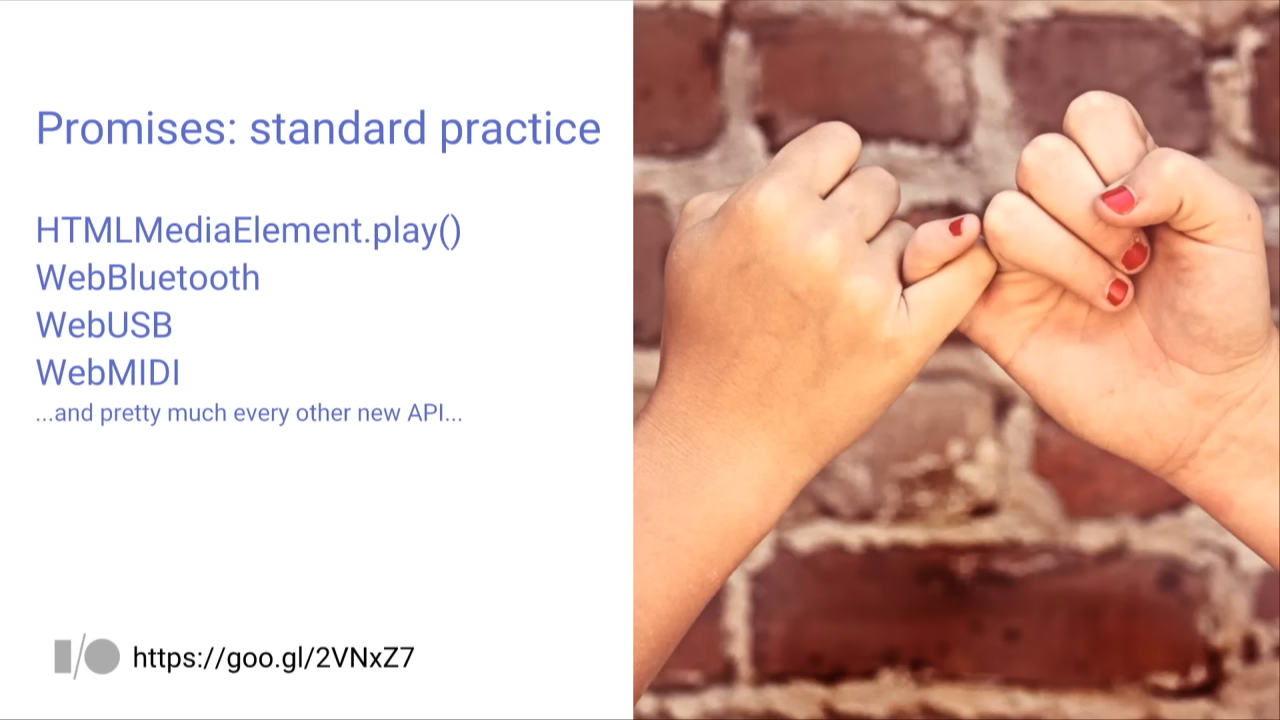 Promises: standard practice
HTMLMediaElement.play()
WebBluetooth
WebUSB
WebMIDI
...and pretty much every other new API...
I/O https://goo.gl/2VNxZ7